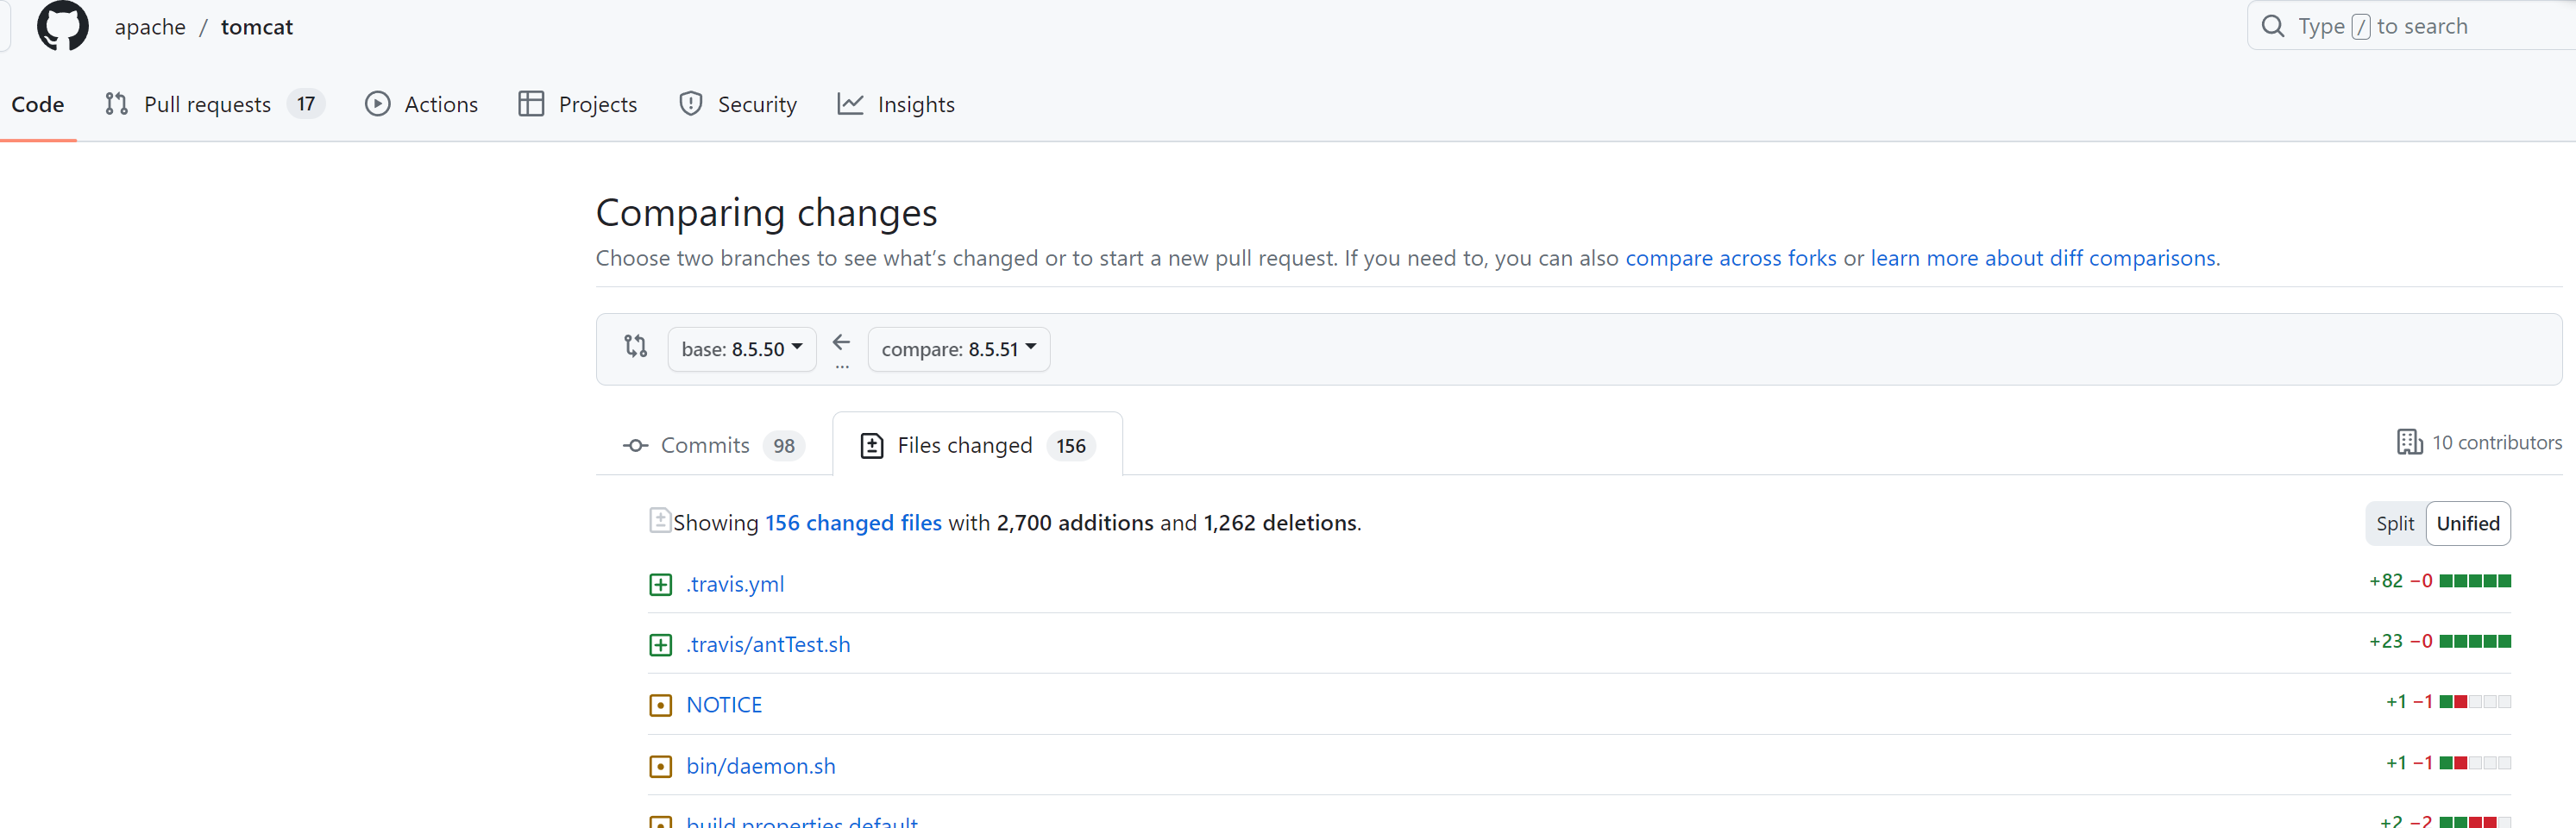 apache / tomcat
Type / to search
Code Pull requests 17 Actions Projects Security Insights
Comparing changes
Choose two branches to see what’s changed or to start a new pull request. If you need to, you can also compare across forks or learn more about diff comparisons.
base: 8.5.50 ... compare: 8.5.51
Commits 98 Files changed 156
10 contributors
Showing 156 changed files with 2,700 additions and 1,262 deletions.
Split Unified
.travis.yml +82 −0
.travis/antTest.sh +23 −0
NOTICE +1 −1
bin/daemon.sh +1 −1
build.properties.default +2 −2